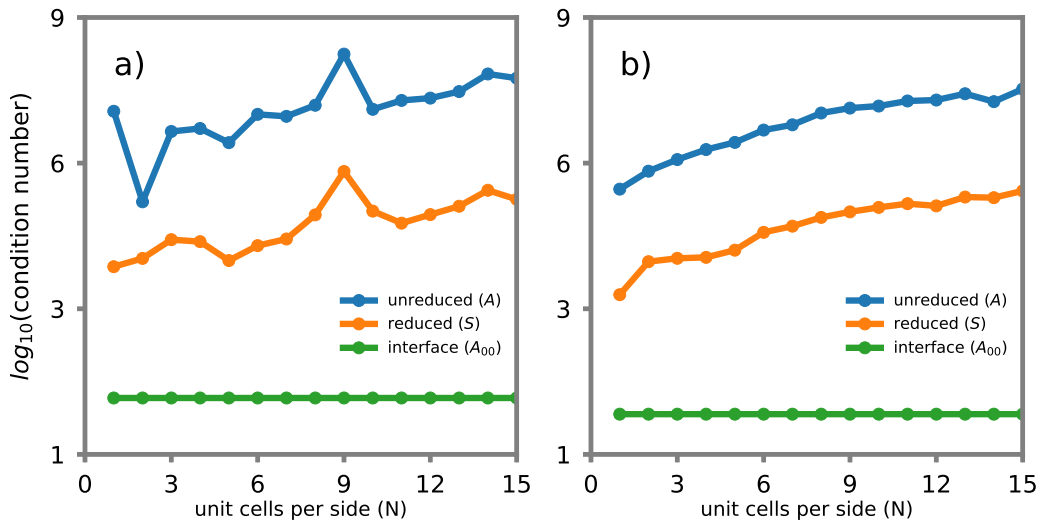 a)
log10(condition number)
9
6
3
1
unreduced (A)
reduced (S)
interface (A00)
0 3 6 9 12 15
unit cells per side (N)
b)
9
6
3
1
unreduced (A)
reduced (S)
interface (A00)
0 3 6 9 12 15
unit cells per side (N)